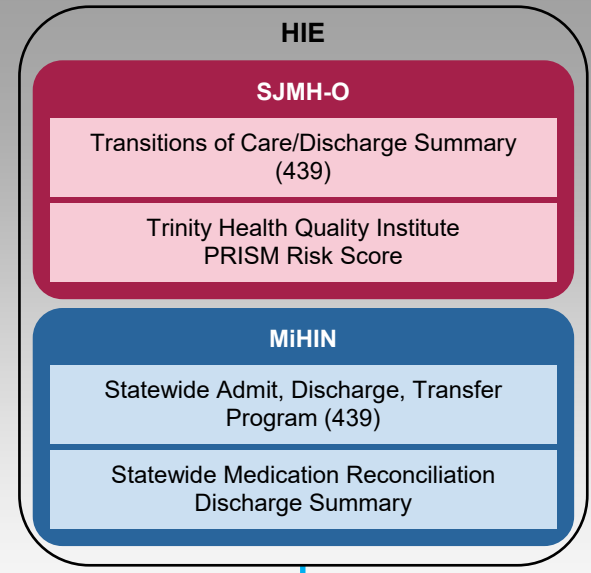 HIE
SJMH-O
Transitions of Care/Discharge Summary
(439)
Trinity Health Quality Institute
PRISM Risk Score
MiHIN
Statewide Admit, Discharge, Transfer
Program (439)
Statewide Medication Reconciliation
Discharge Summary